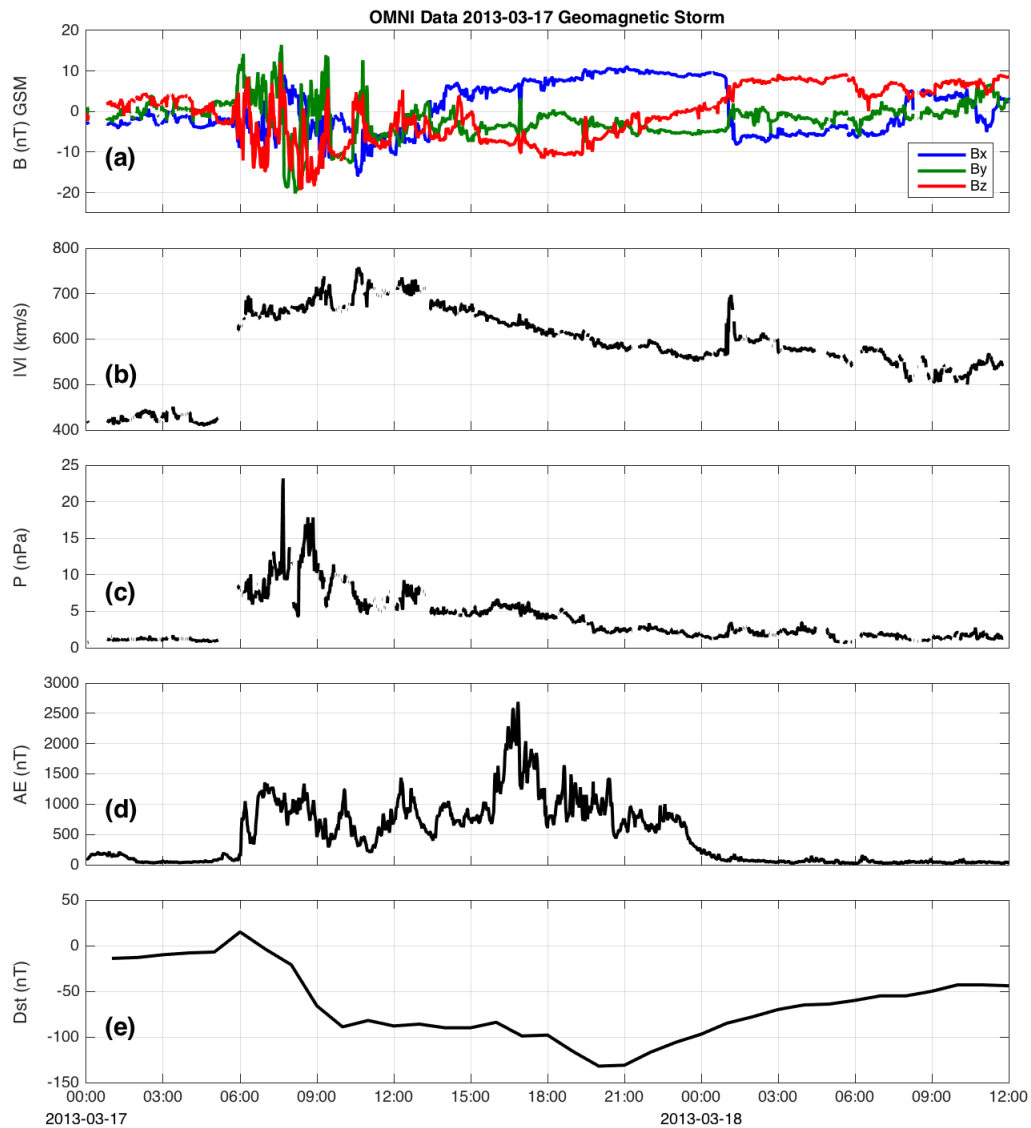 OMNI Data 2013-03-17 Geomagnetic Storm
B (nT) GSM
20
10
0
-10
-20
(a)
Bx
By
Bz
IVI (km/s)
800
700
600
500
400
(b)
P (nPa)
25
20
15
10
5
0
(c)
AE (nT)
3000
2500
2000
1500
1000
500
0
(d)
Dst (nT)
50
0
-50
-100
-150
(e)
00:00 03:00 06:00 09:00 12:00 15:00 18:00 21:00 00:00 03:00 06:00 09:00 12:00
2013-03-17 2013-03-18